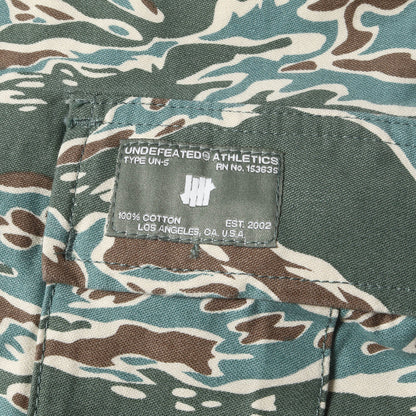 UNDEFEATED® ATHLETICS
TYPE UN-5 RN No. 153635
100% COTTON EST. 2002
LOS ANGELES, CA. U.S.A.